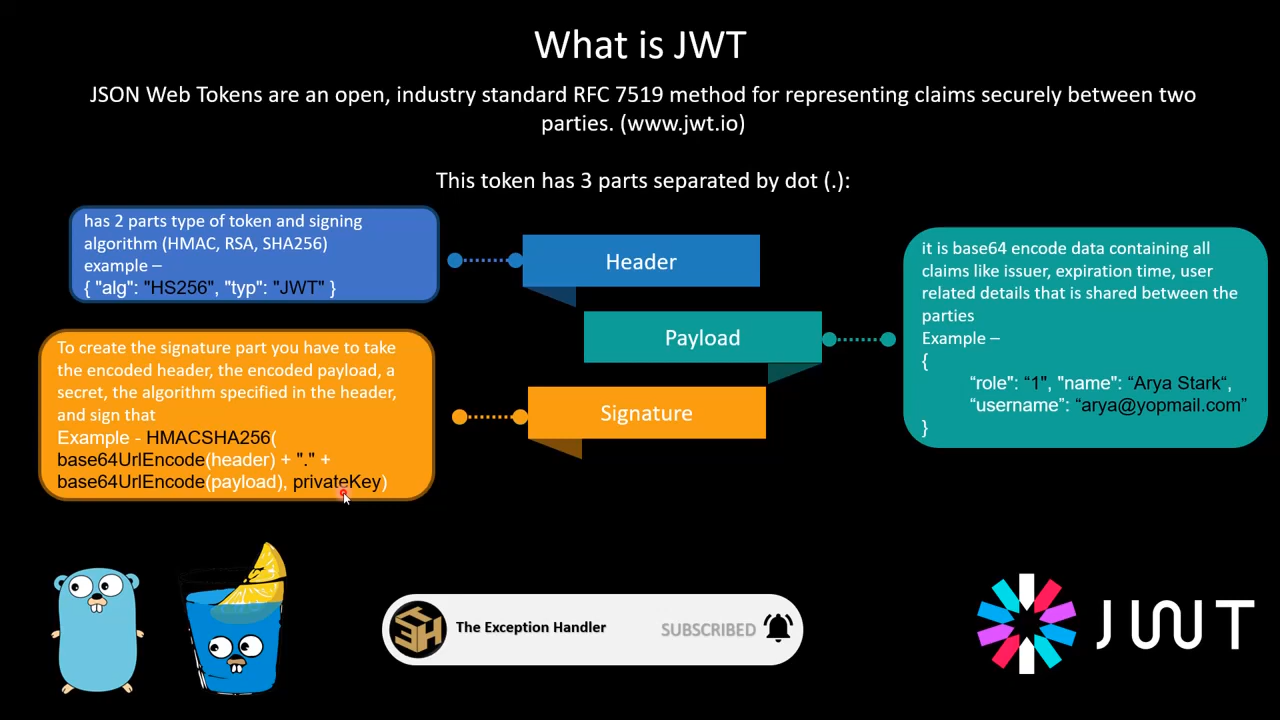 What is JWT
JSON Web Tokens are an open, industry standard RFC 7519 method for representing claims securely between two
parties. (www.jwt.io)
This token has 3 parts separated by dot (.):
has 2 parts type of token and signing
algorithm (HMAC, RSA, SHA256)
example –
{ "alg": "HS256", "typ": "JWT" }
Header
Payload
it is base64 encode data containing all
claims like issuer, expiration time, user
related details that is shared between the
parties
Example –
{
“role": “1", "name": “Arya Stark“,
“username”: “arya@yopmail.com”
}
To create the signature part you have to take
the encoded header, the encoded payload, a
secret, the algorithm specified in the header,
and sign that
Example - HMACSHA256(
base64UrlEncode(header) + "." +
base64UrlEncode(payload), privateKey)
Signature
The Exception Handler
SUBSCRIBED
JWT